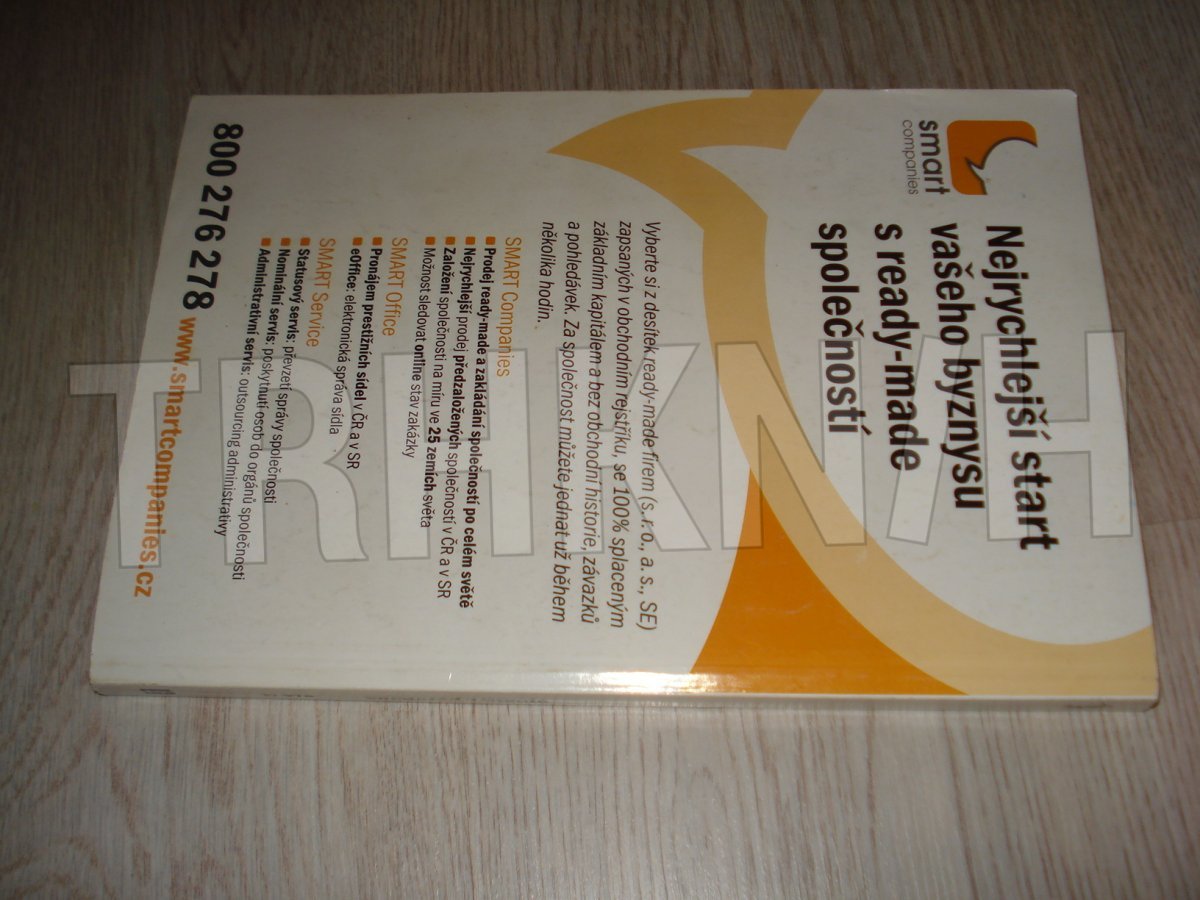 smart
companies
Nejrychlejší start
vašeho byznysu
s ready-made
společností
Vyberte si z desítek ready-made firem (s. r. o., a. s., SE)
zapsaných v obchodním rejstříku, se 100% splaceným
základním kapitálem a bez obchodní historie, závazků
a pohledávek. Za společnost můžete jednat už během
několika hodin.
SMART Companies
Prodej ready-made a zakládání společností po celém světě
Nejrychlejší prodej předzaložených společností v ČR a v SR
Založení společnosti na míru ve 25 zemích světa
Možnost sledovat online stav zakázky
SMART Office
Pronájem prestižních sídel v ČR a v SR
eOffice: elektronická správa sídla
SMART Service
Statusový servis: převzetí správy společnosti
Nominální servis: poskytnutí osob do orgánů společnosti
Administrativní servis: outsourcing administrativy
800 276 278 www.smartcompanies.cz